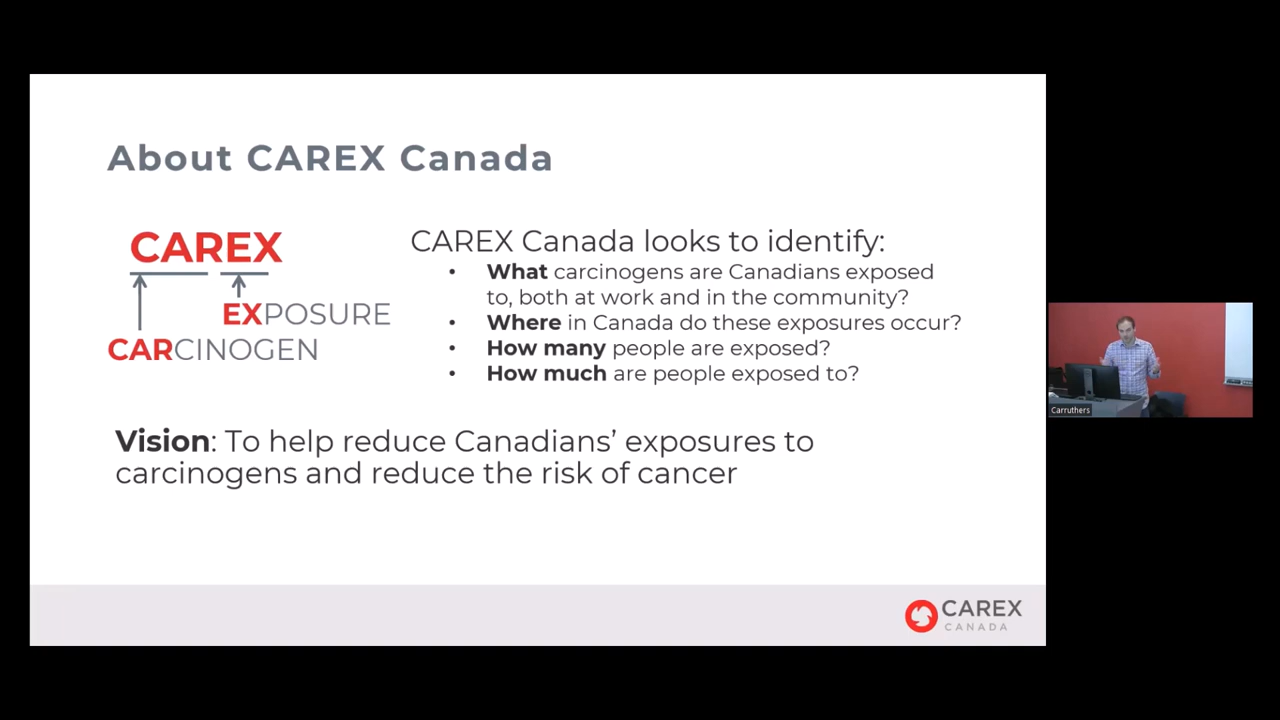 About CAREX Canada
CAREX
EXPOSURE
CARCINOGEN
CAREX Canada looks to identify:
• What carcinogens are Canadians exposed
to, both at work and in the community?
• Where in Canada do these exposures occur?
• How many people are exposed?
• How much are people exposed to?
Vision: To help reduce Canadians’ exposures to
carcinogens and reduce the risk of cancer
CAREX
CANADA
Carruthers